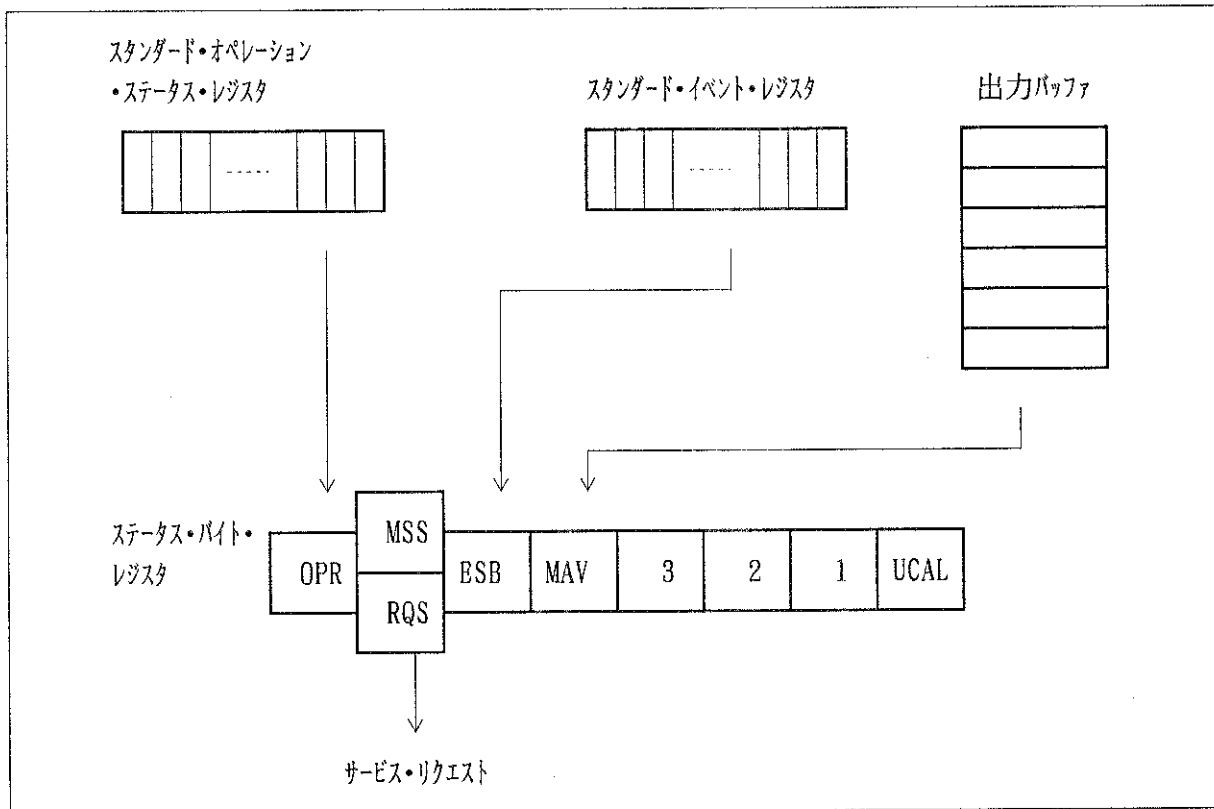 スタンダード・オペレーション
・ステータス・レジスタ
スタンダード・イベント・レジスタ
出力バッファ
-----
-----
ステータス・バイト・
レジスタ
OPR
MSS
RQS
ESB
MAV
3
2
1
UCAL
サービス・リクエスト